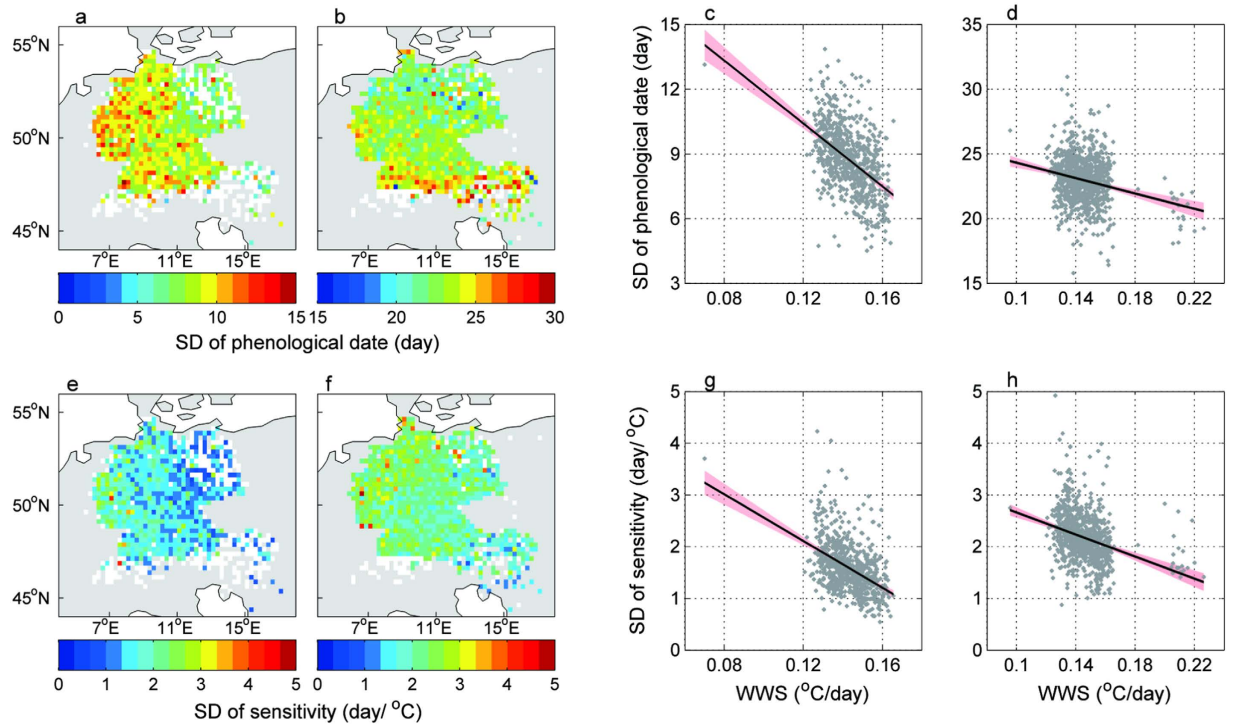 a
b
55°N
50°N
45°N
7°E 11°E 15°E
7°E 11°E 15°E
0 5 10 15
15 20 25 30
SD of phenological date (day)
c
d
SD of phenological date (day)
15
12
9
6
3
0.08 0.12 0.16
35
30
25
20
15
0.1 0.14 0.18 0.22
e
f
55°N
50°N
45°N
7°E 11°E 15°E
7°E 11°E 15°E
0 1 2 3 4 5
0 1 2 3 4 5
SD of sensitivity (day/ °C)
g
h
SD of sensitivity (day/ °C)
5
4
3
2
1
0
0.08 0.12 0.16
WWS (°C/day)
5
4
3
2
1
0
0.1 0.14 0.18 0.22
WWS (°C/day)